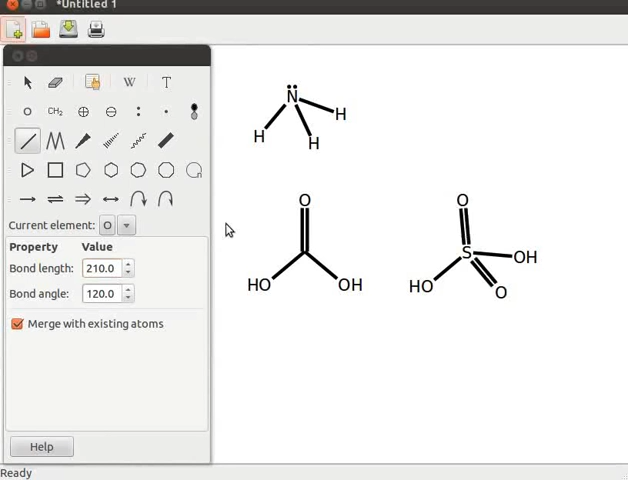 *Untitled 1
W
T
CH2
Current element: O
Property Value
Bond length: 210.0
Bond angle: 120.0
Merge with existing atoms
Help
Ready
N
H
H
H
O
HO
OH
O
S
OH
HO
O